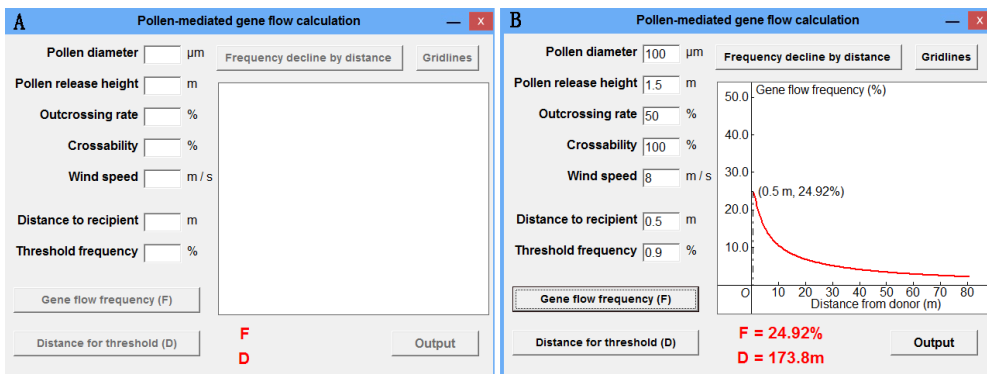 A
Pollen-mediated gene flow calculation
— x
Pollen diameter µm
Frequency decline by distance
Gridlines
Pollen release height m
Outcrossing rate %
Crossability %
Wind speed m / s
Distance to recipient m
Threshold frequency %
Gene flow frequency (F)
Distance for threshold (D)
F
D
Output
B
Pollen-mediated gene flow calculation
— x
Pollen diameter 100 µm
Frequency decline by distance
Gridlines
Pollen release height 1.5 m
Outcrossing rate 50 %
Crossability 100 %
Wind speed 8 m / s
Distance to recipient 0.5 m
Threshold frequency 0.9 %
Gene flow frequency (%)
50.0
40.0
30.0
(0.5 m, 24.92%)
20.0
10.0
O 10 20 30 40 50 60 70 80
Distance from donor (m)
Gene flow frequency (F)
Distance for threshold (D)
F = 24.92%
D = 173.8m
Output